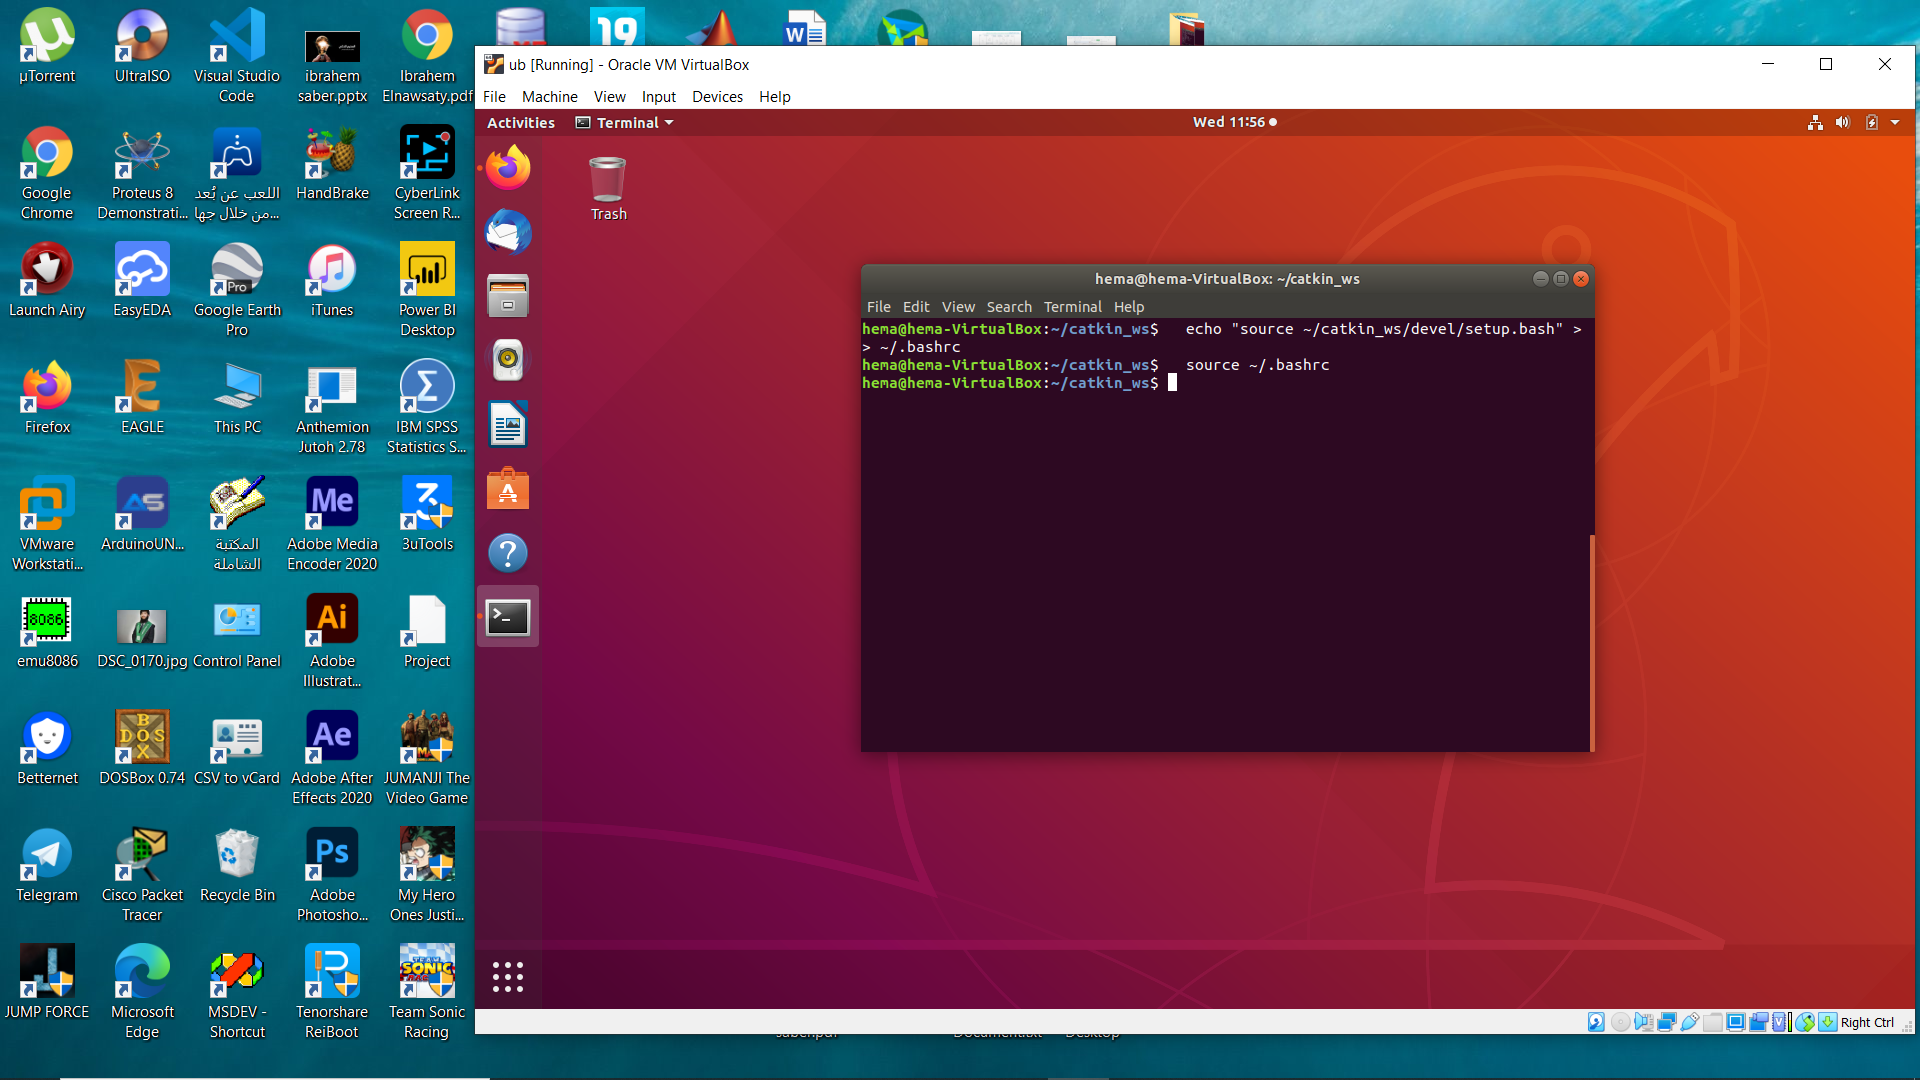 µTorrent
UltraISO
Visual Studio
Code
ibrahem
saber.pptx
Ibrahem
Elnawsaty.pdf
19
ub [Running] - Oracle VM VirtualBox
File Machine View Input Devices Help
Activities Terminal Wed 11:56
Trash
Google
Chrome
Proteus 8
Demonstrati...
اللعب عن بُعد
من خلال جها...
HandBrake
CyberLink
Screen R...
hema@hema-VirtualBox: ~/catkin_ws
File Edit View Search Terminal Help
hema@hema-VirtualBox:~/catkin_ws$ echo "source ~/catkin_ws/devel/setup.bash" >
> ~/.bashrc
hema@hema-VirtualBox:~/catkin_ws$ source ~/.bashrc
hema@hema-VirtualBox:~/catkin_ws$
Launch Airy
EasyEDA
Pro
Google Earth
Pro
iTunes
Power BI
Desktop
Firefox
EAGLE
This PC
Anthemion
Jutoh 2.78
IBM SPSS
Statistics S...
VMware
Workstati...
ArduinoUN...
المكتبة
الشاملة
Me
Adobe Media
Encoder 2020
3uTools
8086
emu8086
DSC_0170.jpg
Control Panel
Ai
Adobe
Illustrat...
Project
Betternet
DOSBox 0.74
CSV to vCard
Ae
Adobe After
Effects 2020
JUMANJI The
Video Game
Telegram
Cisco Packet
Tracer
Recycle Bin
Ps
Adobe
Photosho...
My Hero
Ones Justi...
JUMP FORCE
Microsoft
Edge
MSDEV -
Shortcut
Tenorshare
ReiBoot
Team Sonic
Racing
Right Ctrl